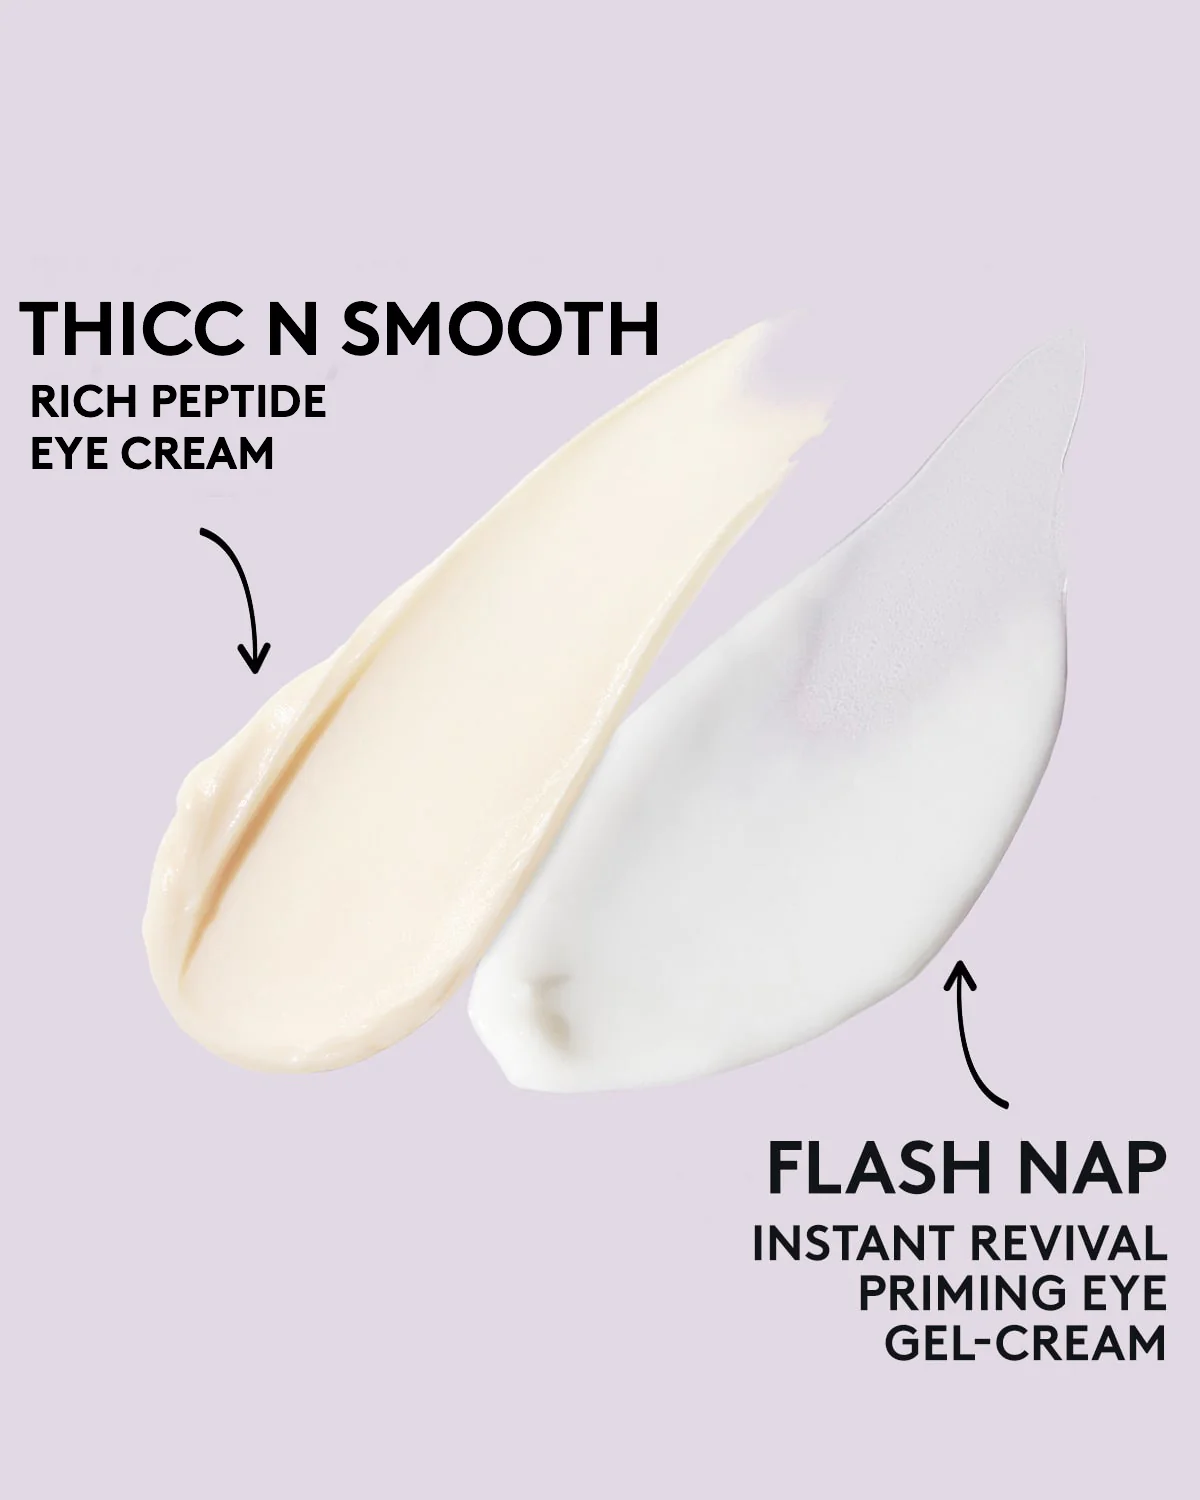 THICC N SMOOTH
RICH PEPTIDE
EYE CREAM
FLASH NAP
INSTANT REVIVAL
PRIMING EYE
GEL-CREAM